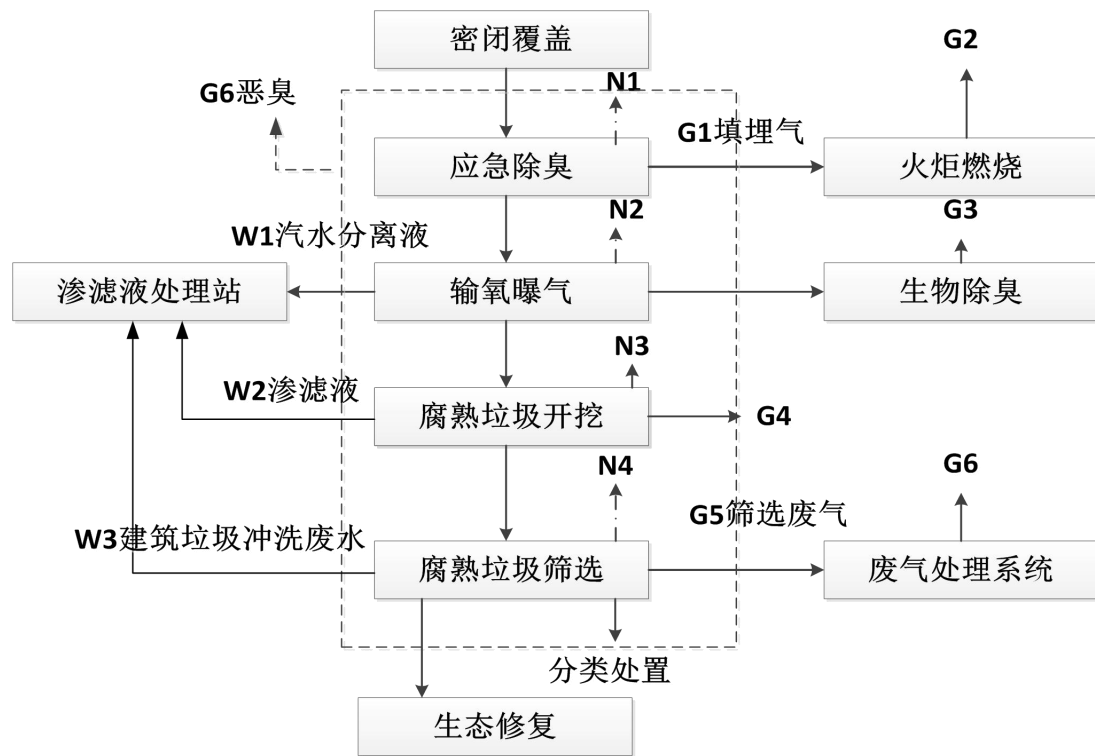 密闭覆盖
G2
N1
G6恶臭
G1填埋气
应急除臭
火炬燃烧
N2
G3
W1汽水分离液
渗滤液处理站
输氧曝气
生物除臭
N3
W2渗滤液
腐熟垃圾开挖
G4
N4
G6
G5筛选废气
W3建筑垃圾冲洗废水
腐熟垃圾筛选
废气处理系统
分类处置
生态修复